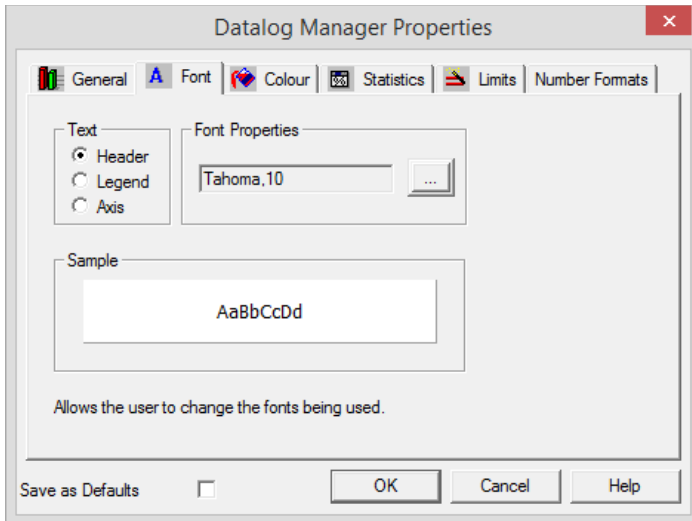 Datalog Manager Properties
General A Font Colour Statistics Limits Number Formats
Text Font Properties
Header
Tahoma,10 ...
Legend
Axis
Sample
AaBbCcDd
Allows the user to change the fonts being used.
Save as Defaults OK Cancel Help